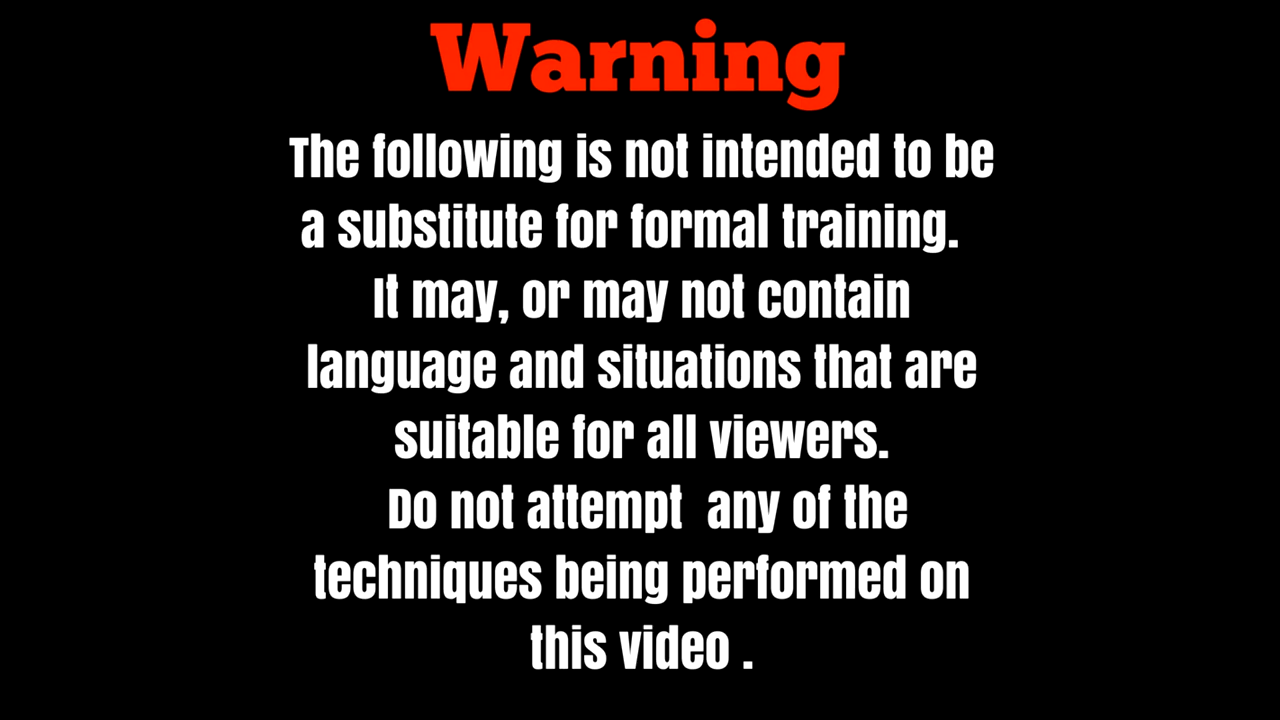 Warning
The following is not intended to be
a substitute for formal training.
It may, or may not contain
language and situations that are
suitable for all viewers.
Do not attempt  any of the
techniques being performed on
this video .